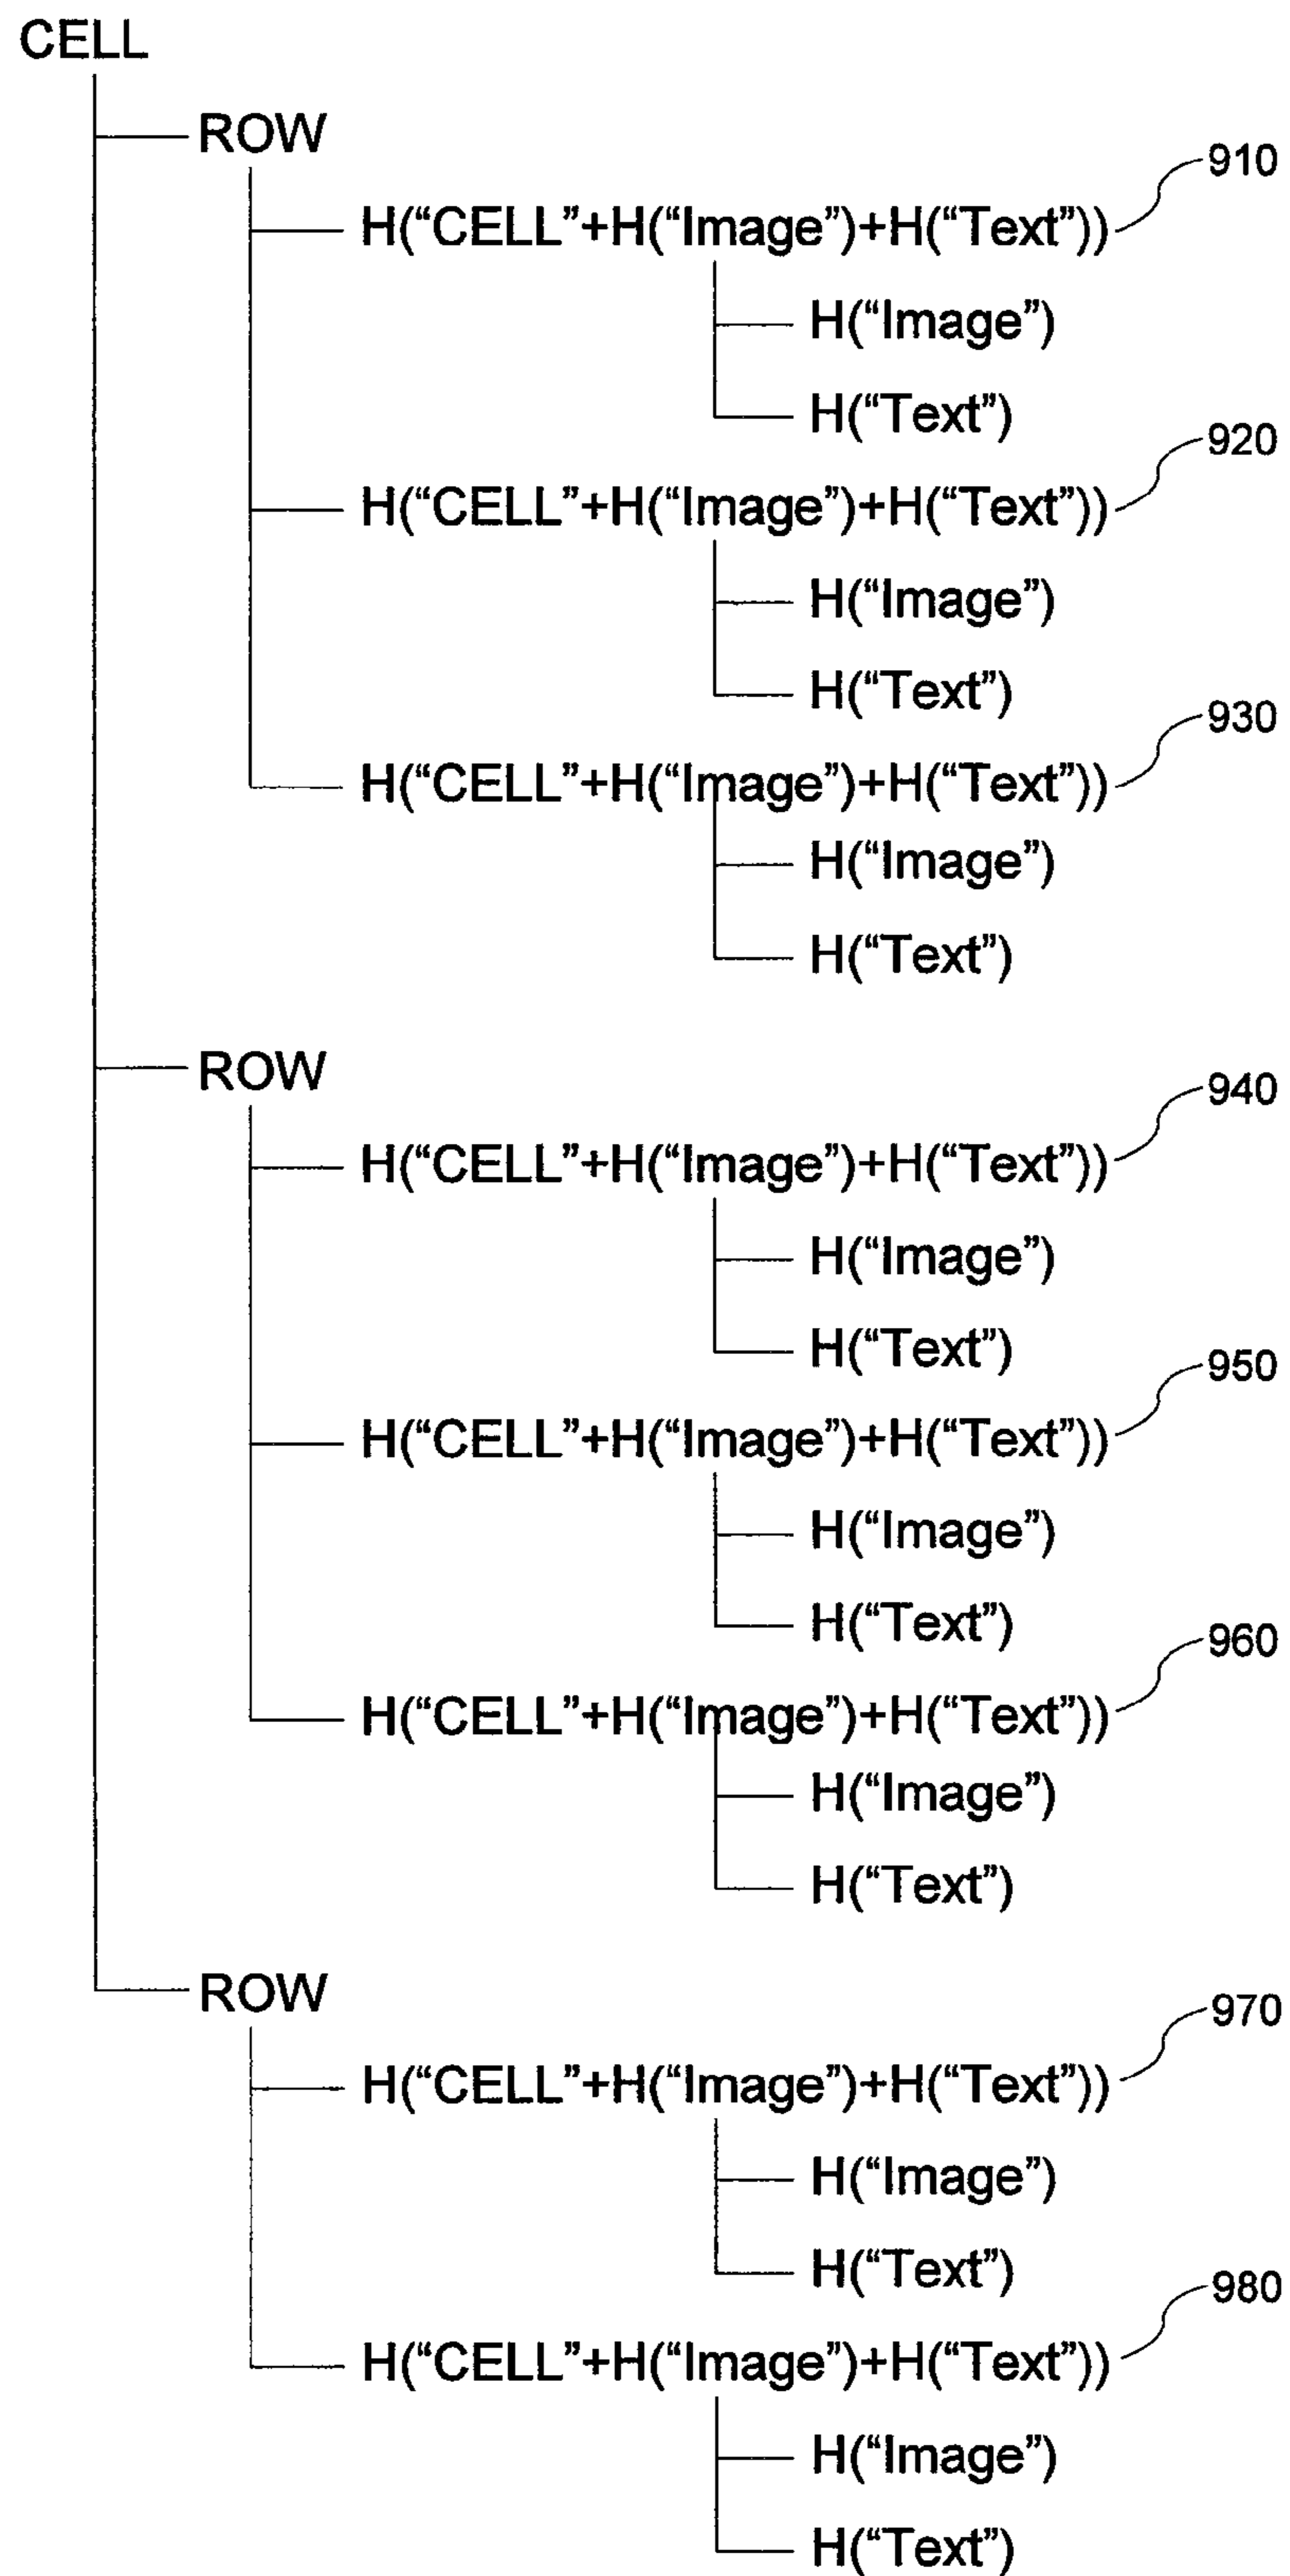 CELL
ROW
910
H(“CELL”+H(“Image”)+H(“Text”))
H(“Image”)
H(“Text”)
920
H(“CELL”+H(“Image”)+H(“Text”))
H(“Image”)
H(“Text”)
930
H(“CELL”+H(“Image”)+H(“Text”))
H(“Image”)
H(“Text”)
ROW
940
H(“CELL”+H(“Image”)+H(“Text”))
H(“Image”)
H(“Text”)
950
H(“CELL”+H(“Image”)+H(“Text”))
H(“Image”)
H(“Text”)
960
H(“CELL”+H(“Image”)+H(“Text”))
H(“Image”)
H(“Text”)
ROW
970
H(“CELL”+H(“Image”)+H(“Text”))
H(“Image”)
H(“Text”)
980
H(“CELL”+H(“Image”)+H(“Text”))
H(“Image”)
H(“Text”)